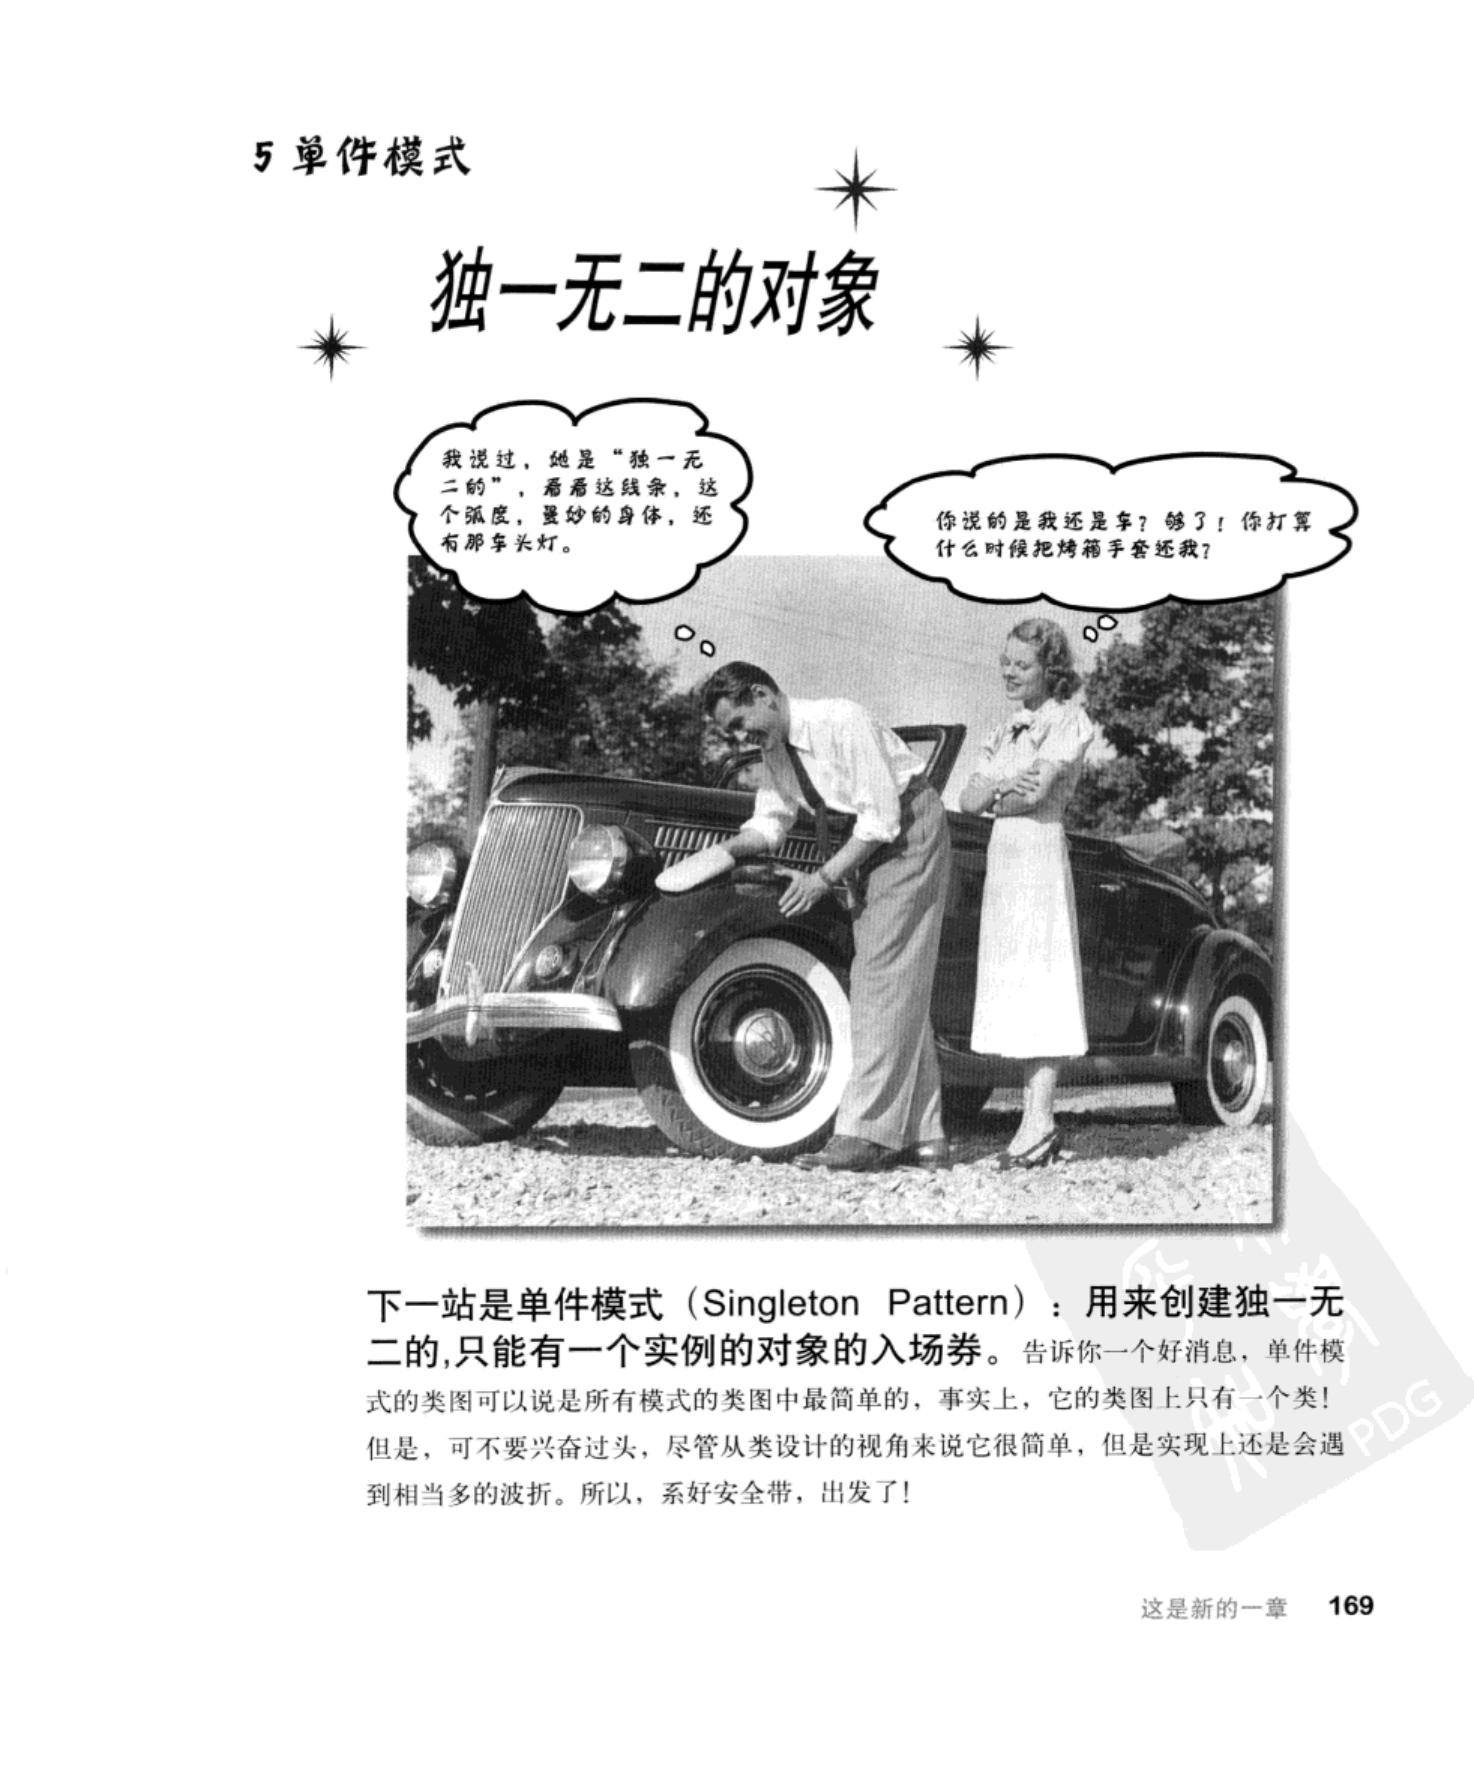 5 单件模式
独一无二的对象
我说过，她是“独一无
二的”，看看这线条，这
个弧度，曼妙的身体，还
有那车头灯。
你说的是我还是车？够了！你打算
什么时候把烤箱手套还我？
下一站是单件模式（Singleton Pattern）：用来创建独一无
二的,只能有一个实例的对象的入场券。告诉你一个好消息，单件模
式的类图可以说是所有模式的类图中最简单的，事实上，它的类图上只有一个类！
但是，可不要兴奋过头，尽管从类设计的视角来说它很简单，但是实现上还是会遇
到相当多的波折。所以，系好安全带，出发了！
PDG
这是新的一章 169